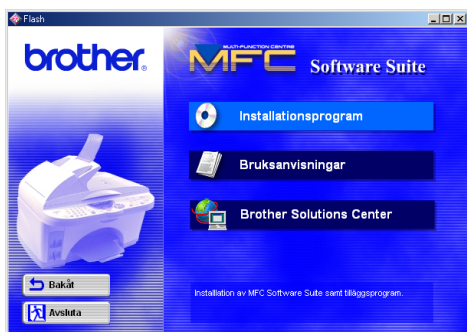 Flash
brother.
MULTI-FUNCTION CENTRE
MFC Software Suite
Installationsprogram
Bruksanvisningar
Brother Solutions Center
Bakåt
Avsluta
Installation av MFC Software Suite samt tilläggsprogram.